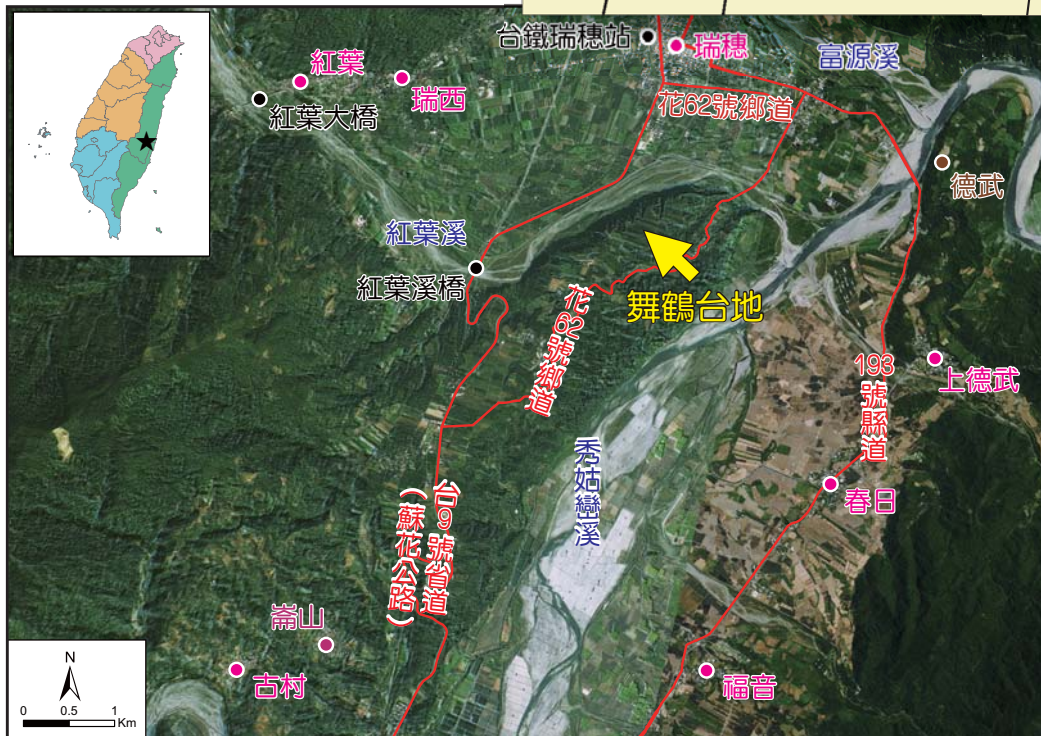 台鐵瑞穗站
瑞穗
富源溪
紅葉
瑞西
紅葉大橋
花62號鄉道
德武
紅葉溪
紅葉溪橋
舞鶴台地
花62號鄉道
193號縣道
上德武
秀姑巒溪
春日
台9號省道
(蘇花公路)
崙山
古村
福音
N
0 0.5 1
Km